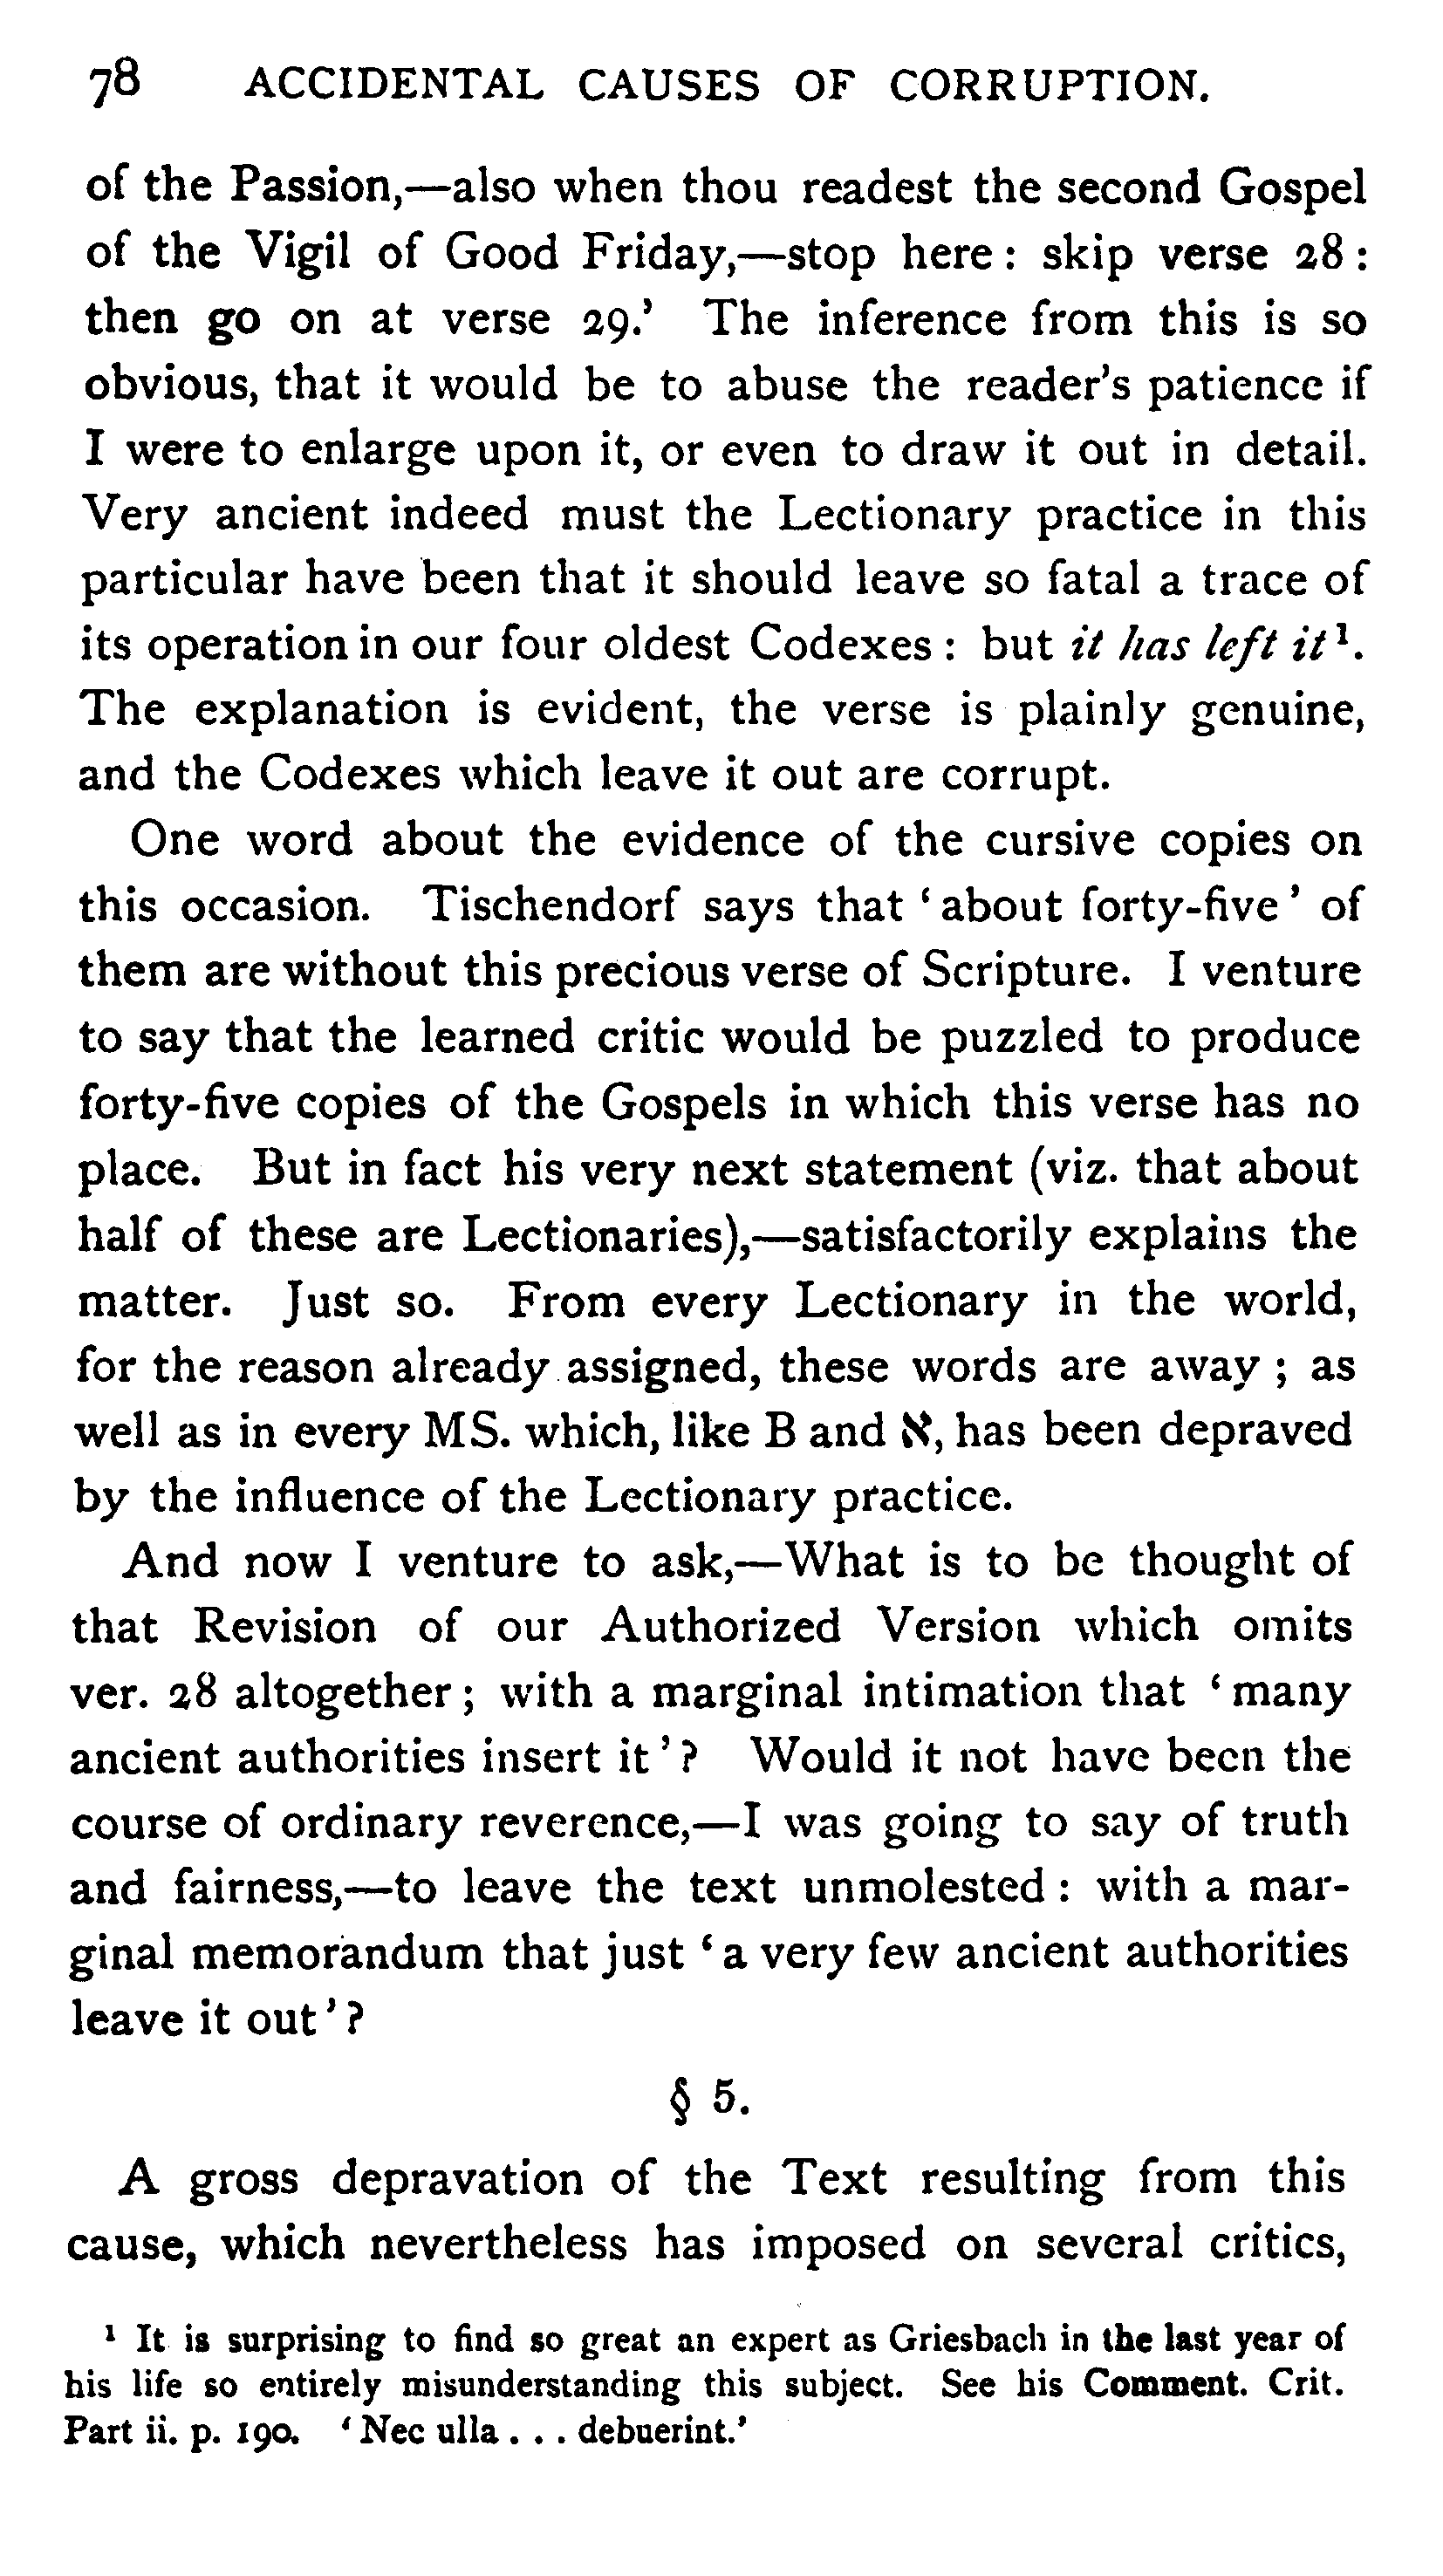 78 ACCIDENTAL CAUSES OF CORRUPTION.
of the Passion,—also when thou readest the second Gospel
of the Vigil of Good Friday,—stop here : skip verse 28 :
then go on at verse 29.’ The inference from this is so
obvious, that it would be to abuse the reader’s patience if
I were to enlarge upon it, or even to draw it out in detail.
Very ancient indeed must the Lectionary practice in this
particular have been that it should leave so fatal a trace of
its operation in our four oldest Codexes : but it has left it¹.
The explanation is evident, the verse is plainly genuine,
and the Codexes which leave it out are corrupt.
One word about the evidence of the cursive copies on
this occasion. Tischendorf says that ‘about forty-five’ of
them are without this precious verse of Scripture. I venture
to say that the learned critic would be puzzled to produce
forty-five copies of the Gospels in which this verse has no
place. But in fact his very next statement (viz. that about
half of these are Lectionaries),—satisfactorily explains the
matter. Just so. From every Lectionary in the world,
for the reason already assigned, these words are away ; as
well as in every MS. which, like B and ℵ, has been depraved
by the influence of the Lectionary practice.
And now I venture to ask,—What is to be thought of
that Revision of our Authorized Version which omits
ver. 28 altogether ; with a marginal intimation that ‘many
ancient authorities insert it’? Would it not have been the
course of ordinary reverence,—I was going to say of truth
and fairness,—to leave the text unmolested : with a mar-
ginal memorandum that just ‘a very few ancient authorities
leave it out’?
§ 5.
A gross depravation of the Text resulting from this
cause, which nevertheless has imposed on several critics,
¹ It is surprising to find so great an expert as Griesbach in the last year of
his life so entirely misunderstanding this subject. See his Comment. Crit.
Part ii. p. 190. ‘Nec ulla . . . debuerint.’